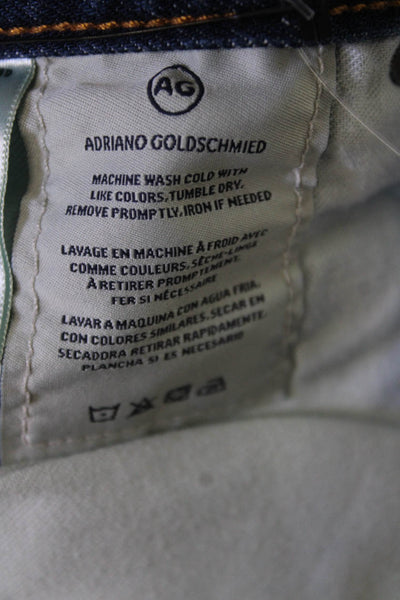 AG
ADRIANO GOLDSCHMIED
MACHINE WASH COLD WITH
LIKE COLORS, TUMBLE DRY,
REMOVE PROMPTLY, IRON IF NEEDED
LAVAGE EN MACHINE À FROID AVEC
COMME COULEURS, SÈCHE-LINGE
À RETIRER PROMPTEMENT,
FER SI NÉCESSAIRE
LAVAR A MAQUINA CON AGUA FRIA,
CON COLORES SIMILARES, SECAR EN
SECADORA RETIRAR RAPIDAMENTE,
PLANCHA SI ES NECESARIO